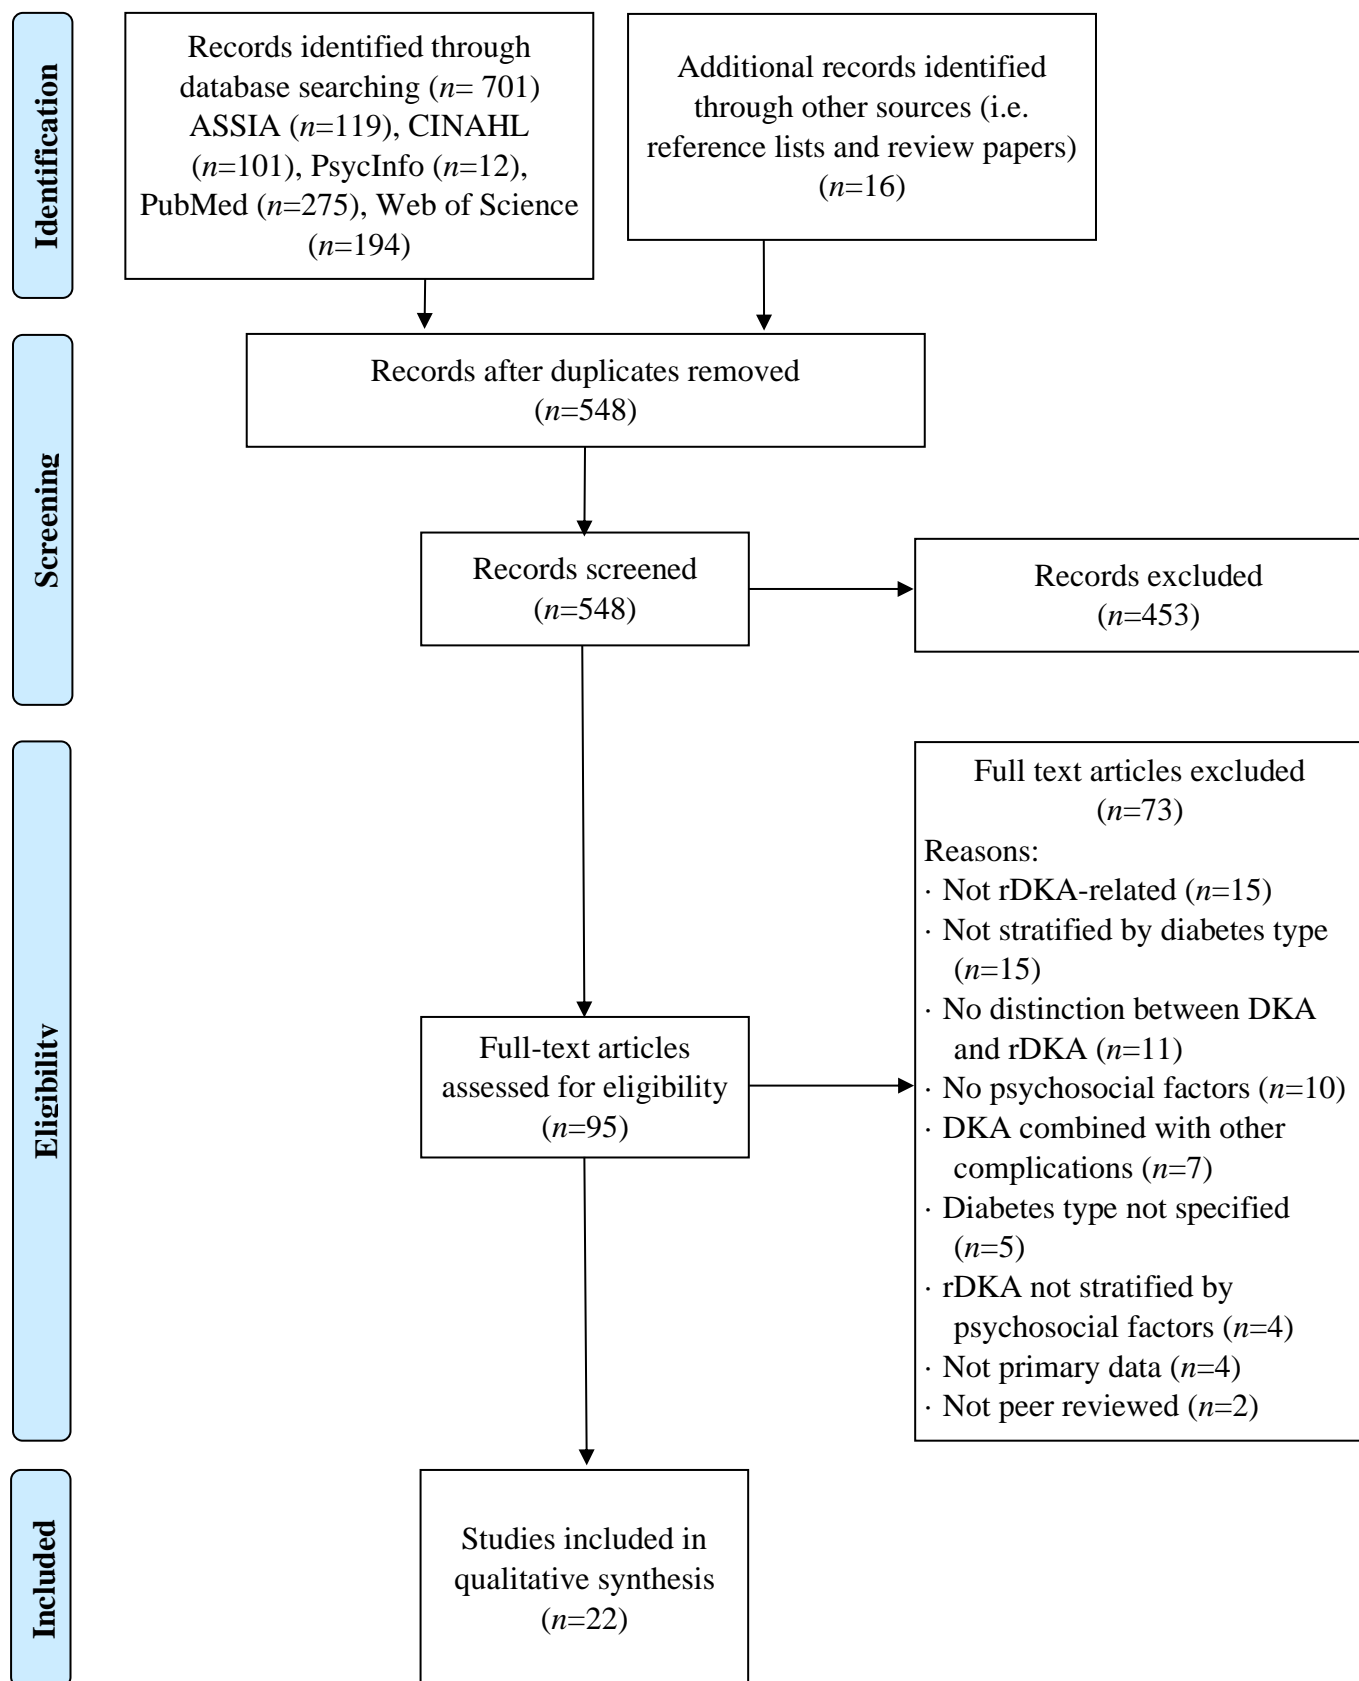 Identification
Records identified through
database searching (n= 701)
ASSIA (n=119), CINAHL
(n=101), PsycInfo (n=12),
PubMed (n=275), Web of Science
(n=194)
Additional records identified
through other sources (i.e.
reference lists and review papers)
(n=16)
Screening
Records after duplicates removed
(n=548)
Records screened
(n=548)
Records excluded
(n=453)
Eligibility
Full-text articles
assessed for eligibility
(n=95)
Full text articles excluded
(n=73)
Reasons:
· Not rDKA-related (n=15)
· Not stratified by diabetes type
(n=15)
· No distinction between DKA
and rDKA (n=11)
· No psychosocial factors (n=10)
· DKA combined with other
complications (n=7)
· Diabetes type not specified
(n=5)
· rDKA not stratified by
psychosocial factors (n=4)
· Not primary data (n=4)
· Not peer reviewed (n=2)
Included
Studies included in
qualitative synthesis
(n=22)